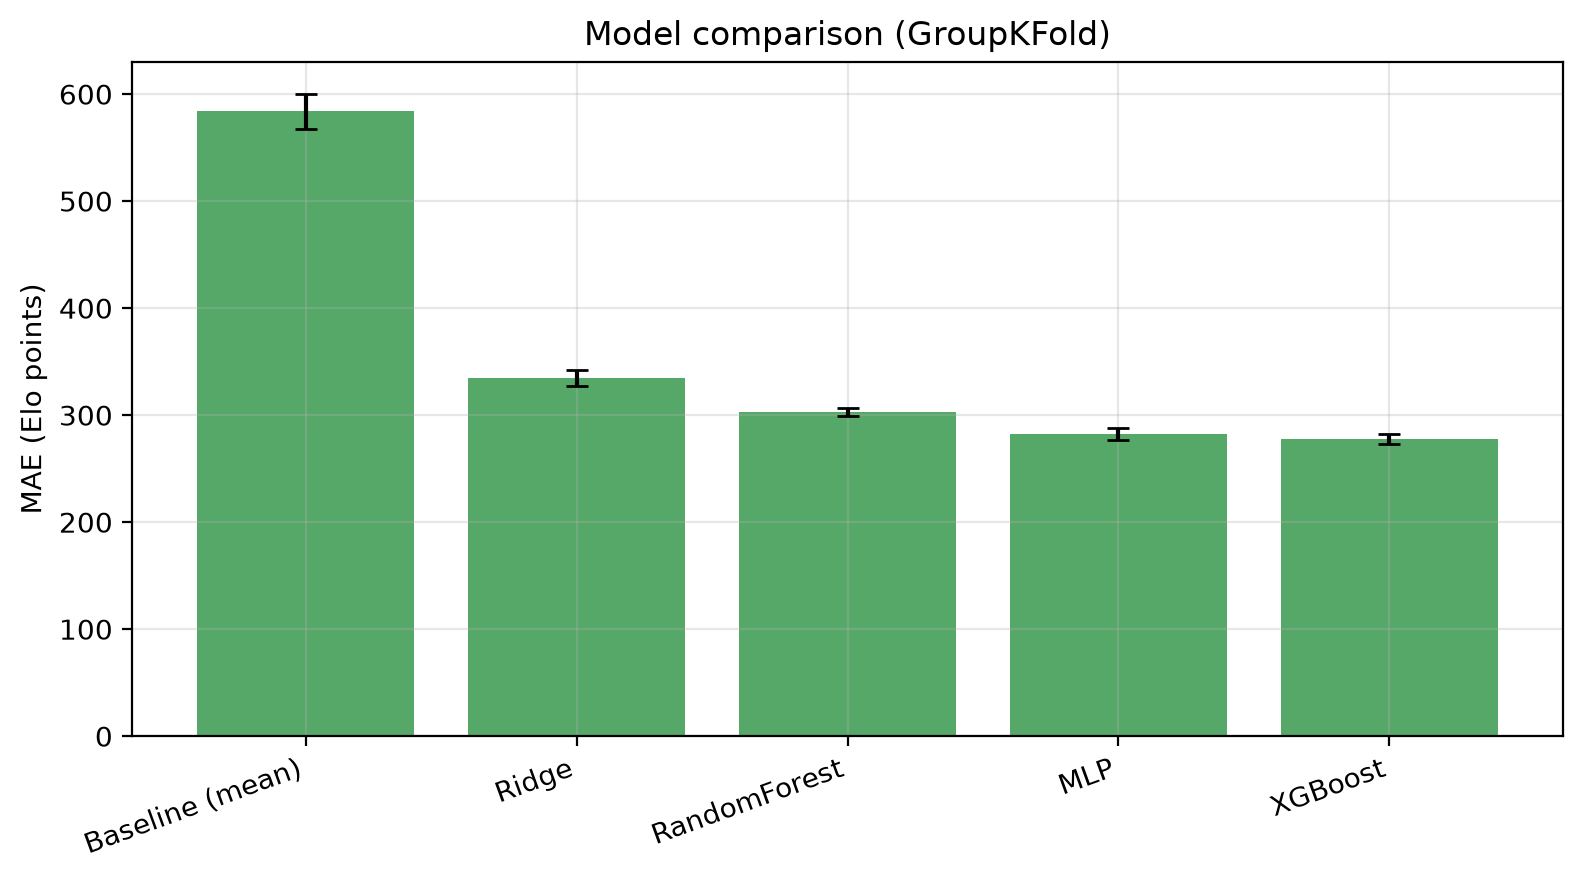 Model comparison (GroupKFold)
MAE (Elo points)
600
500
400
300
200
100
0
Baseline (mean)
Ridge
RandomForest
MLP
XGBoost